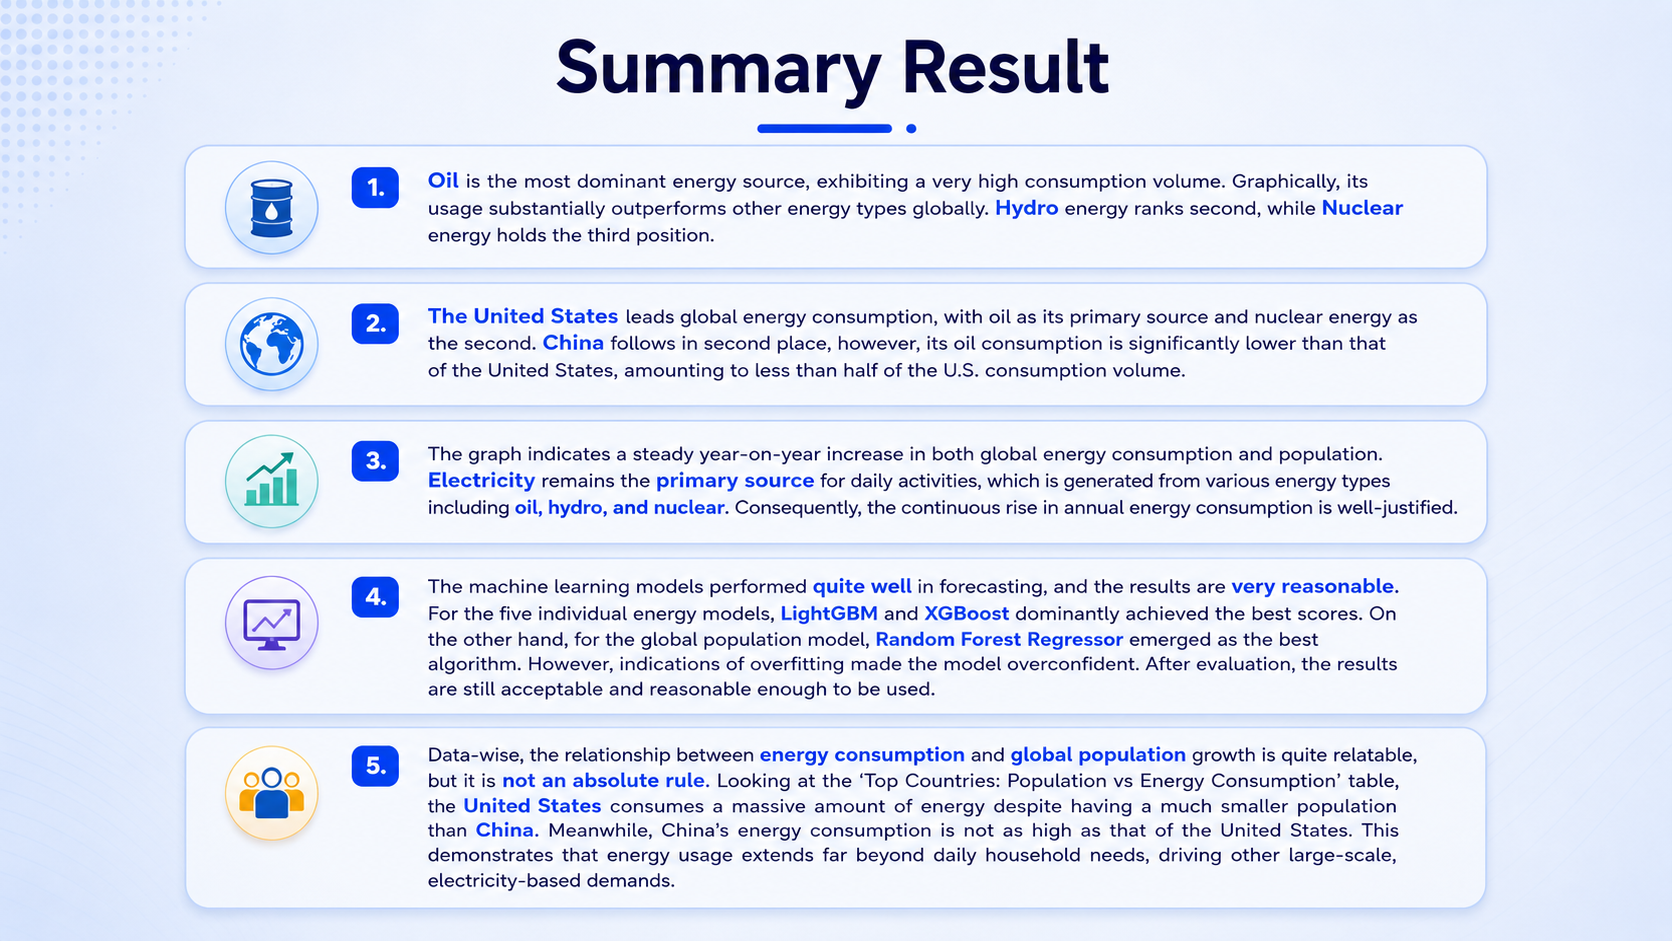 Summary Result
1.
Oil is the most dominant energy source, exhibiting a very high consumption volume. Graphically, its
usage substantially outperforms other energy types globally. Hydro energy ranks second, while Nuclear
energy holds the third position.
2.
The United States leads global energy consumption, with oil as its primary source and nuclear energy as
the second. China follows in second place, however, its oil consumption is significantly lower than that
of the United States, amounting to less than half of the U.S. consumption volume.
3.
The graph indicates a steady year-on-year increase in both global energy consumption and population.
Electricity remains the primary source for daily activities, which is generated from various energy types
including oil, hydro, and nuclear. Consequently, the continuous rise in annual energy consumption is well-justified.
4.
The machine learning models performed quite well in forecasting, and the results are very reasonable.
For the five individual energy models, LightGBM and XGBoost dominantly achieved the best scores. On
the other hand, for the global population model, Random Forest Regressor emerged as the best
algorithm. However, indications of overfitting made the model overconfident. After evaluation, the results
are still acceptable and reasonable enough to be used.
5.
Data-wise, the relationship between energy consumption and global population growth is quite relatable,
but it is not an absolute rule. Looking at the ‘Top Countries: Population vs Energy Consumption’ table,
the United States consumes a massive amount of energy despite having a much smaller population
than China. Meanwhile, China’s energy consumption is not as high as that of the United States. This
demonstrates that energy usage extends far beyond daily household needs, driving other large-scale,
electricity-based demands.